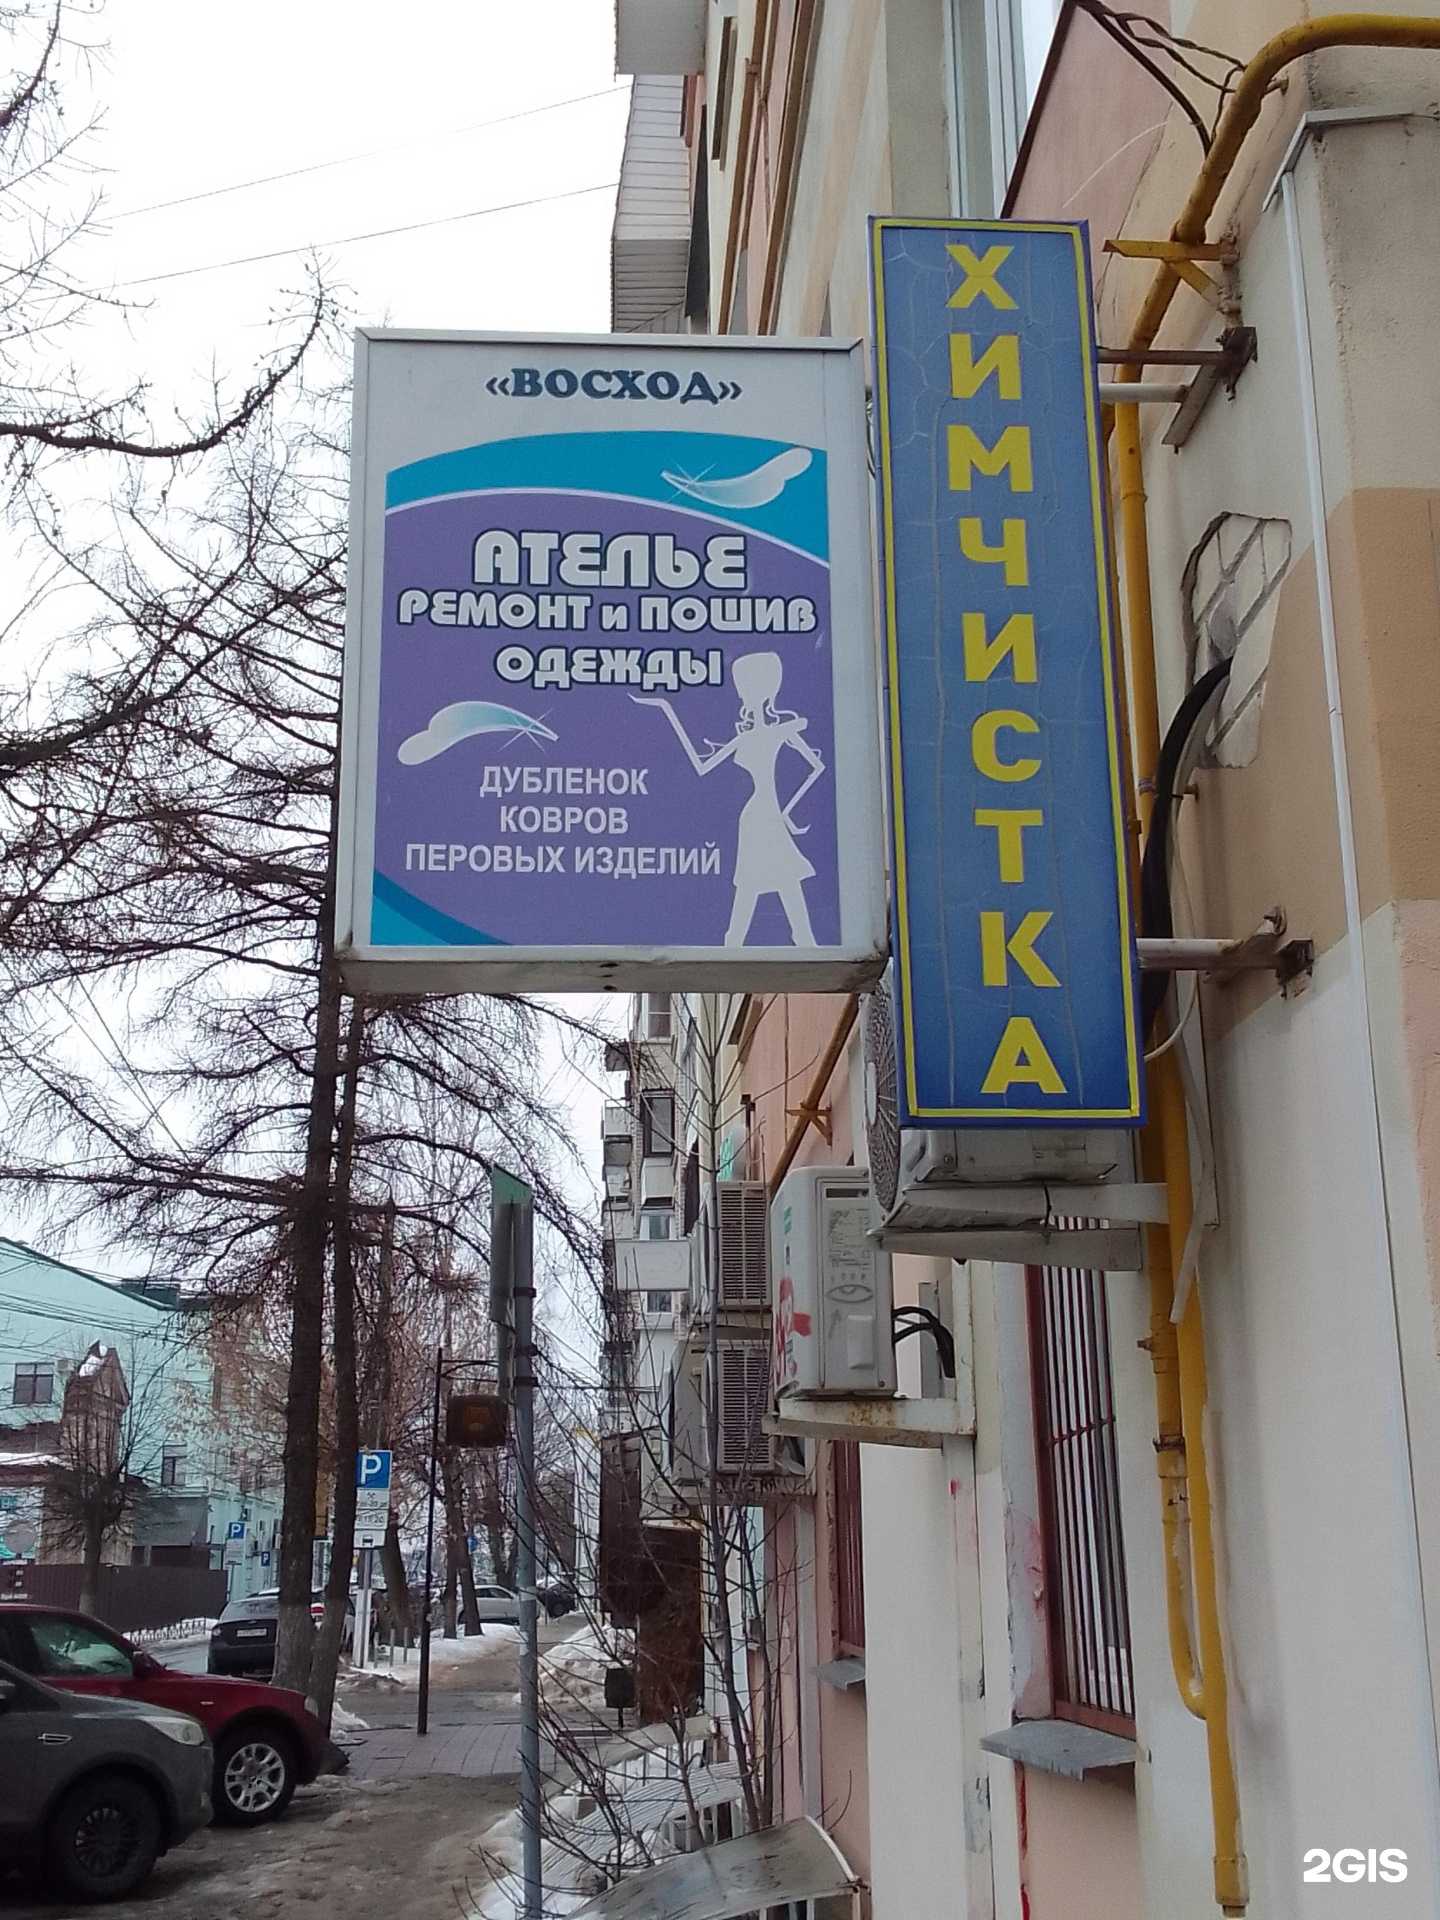 «ВОСХОД»
АТЕЛЬЕ
РЕМОНТ и ПОШИВ
ОДЕЖДЫ
ДУБЛЕНОК
КОВРОВ
ПЕРОВЫХ ИЗДЕЛИЙ
ХИМЧИСТКА
P
P
2GIS